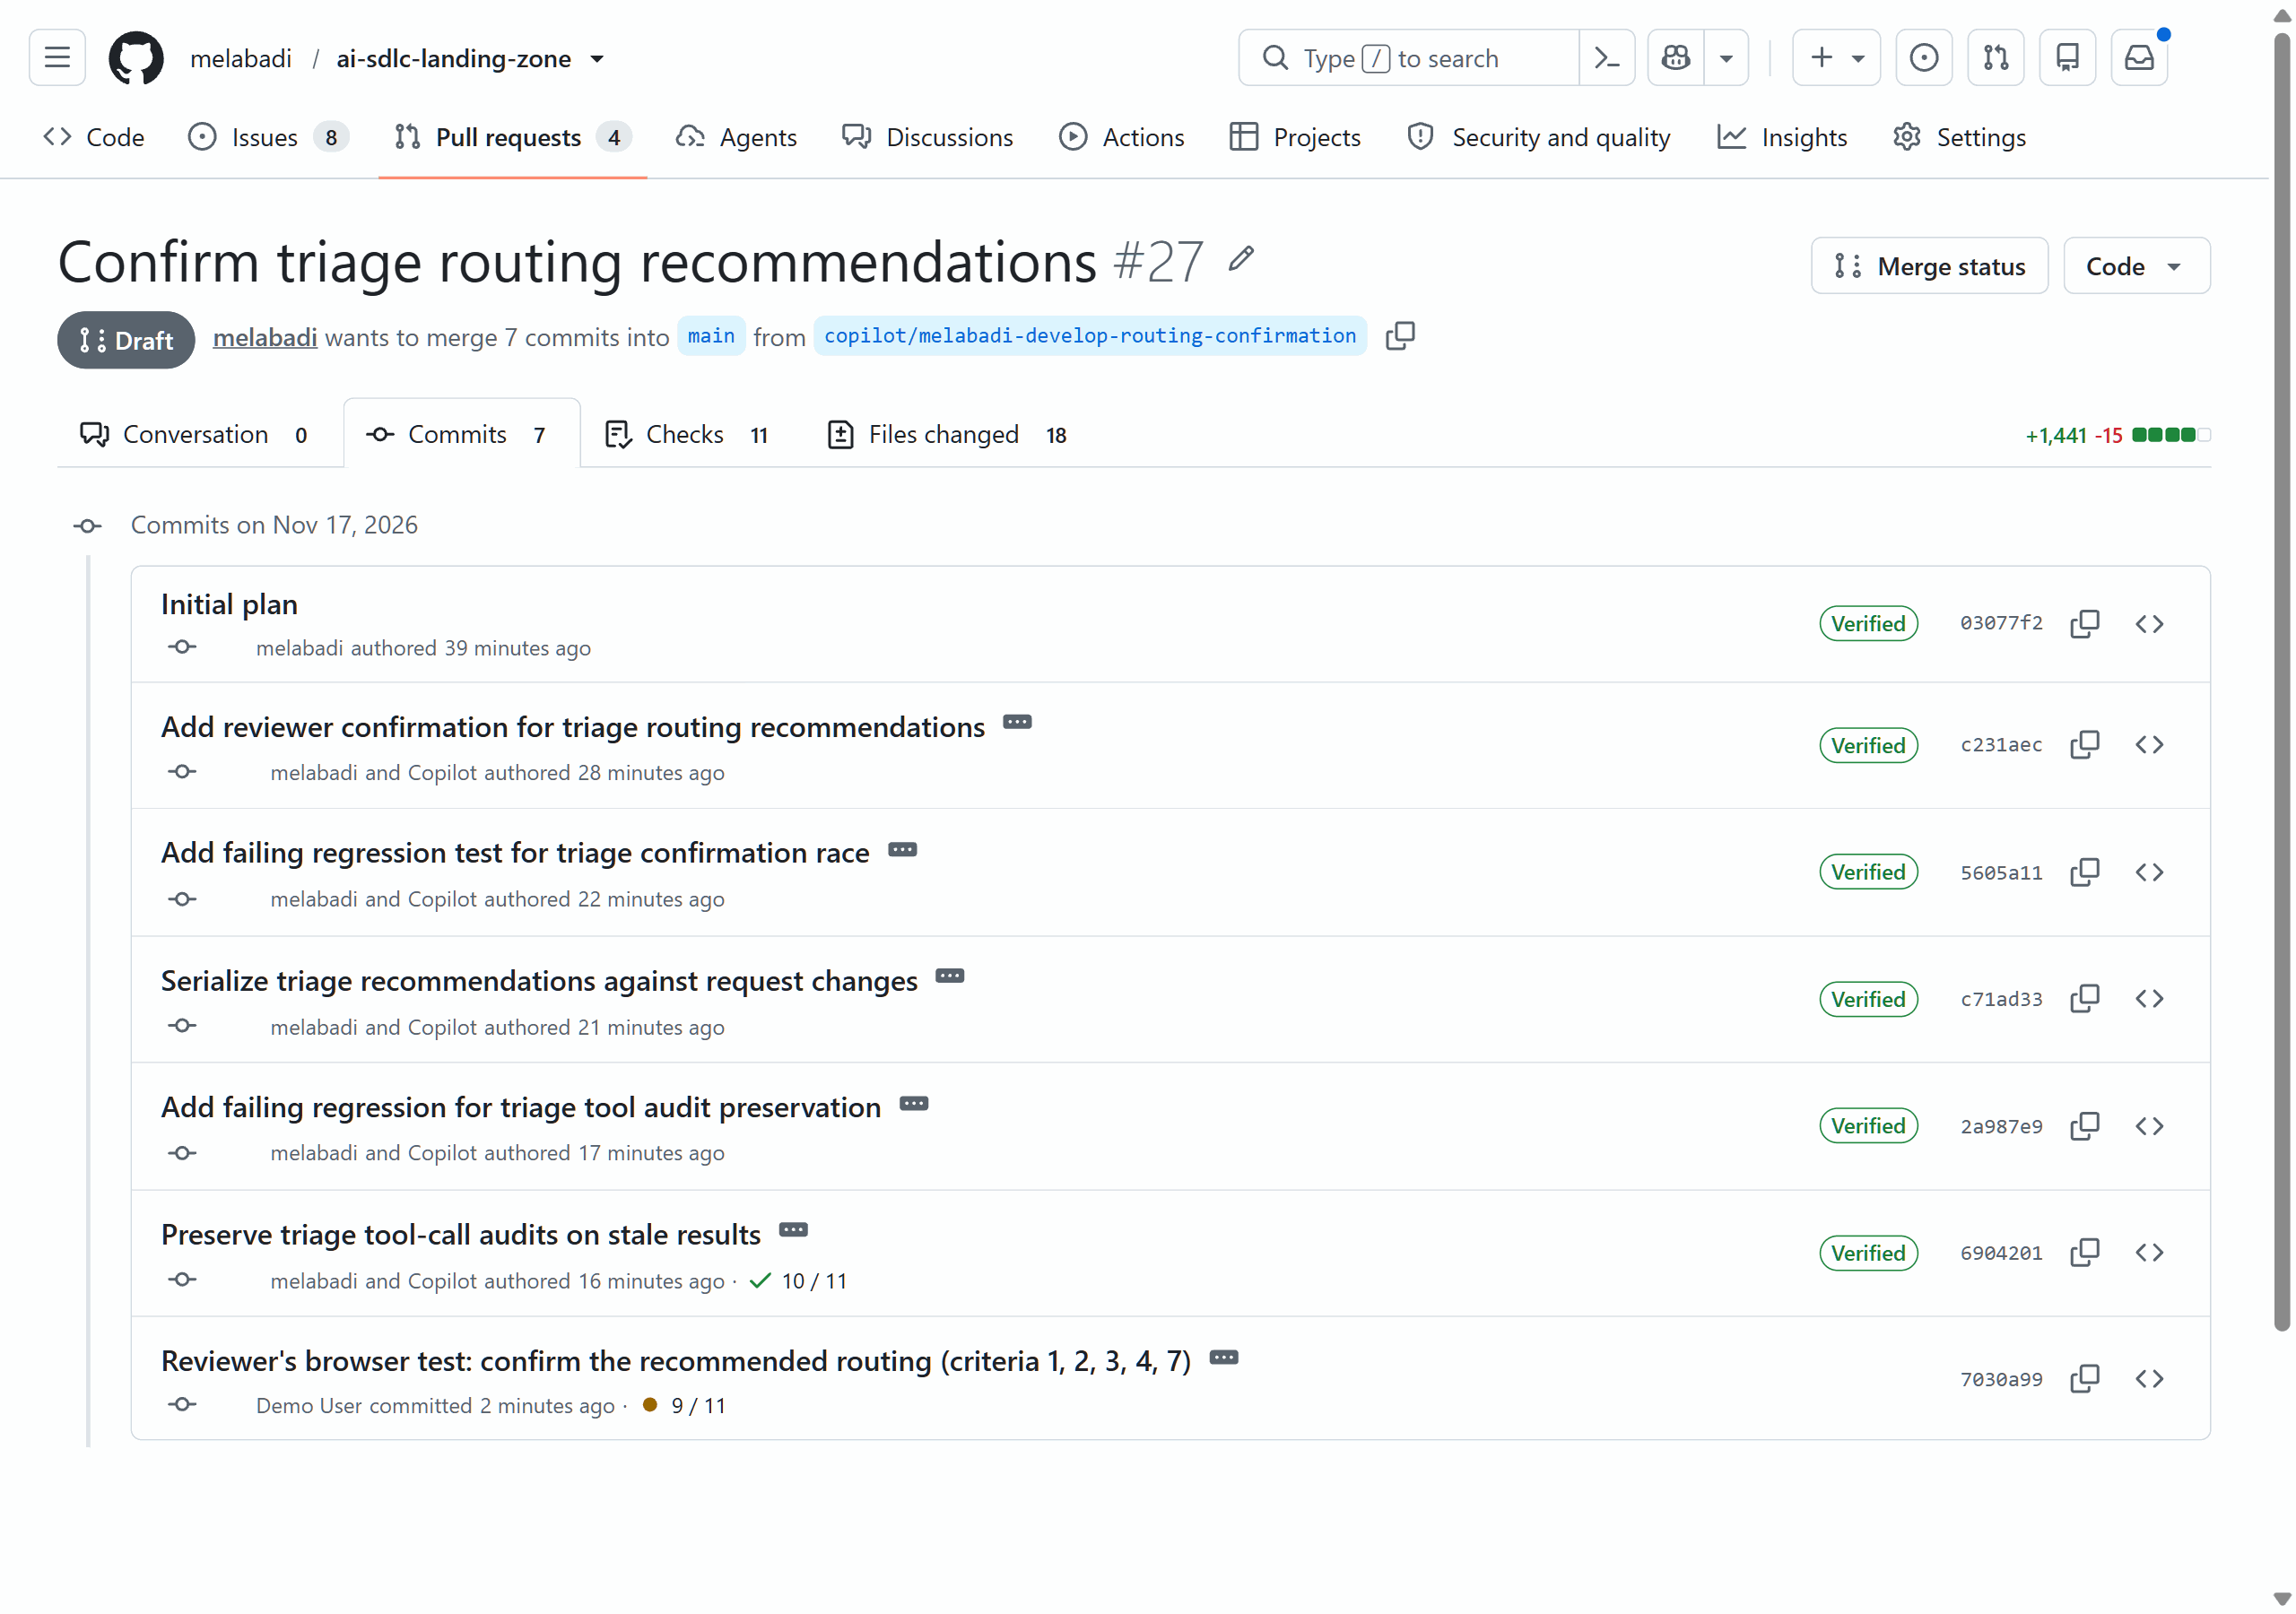 melabadi / ai-sdlc-landing-zone
Type / to search
Code Issues 8 Pull requests 4 Agents Discussions Actions Projects Security and quality Insights Settings
Confirm triage routing recommendations #27
Merge status Code
Draft melabadi wants to merge 7 commits into main from copilot/melabadi-develop-routing-confirmation
Conversation 0 Commits 7 Checks 11 Files changed 18 +1,441 -15
Commits on Nov 17, 2026
Initial plan
melabadi authored 39 minutes ago
Verified 03077f2
Add reviewer confirmation for triage routing recommendations
melabadi and Copilot authored 28 minutes ago
Verified c231aec
Add failing regression test for triage confirmation race
melabadi and Copilot authored 22 minutes ago
Verified 5605a11
Serialize triage recommendations against request changes
melabadi and Copilot authored 21 minutes ago
Verified c71ad33
Add failing regression for triage tool audit preservation
melabadi and Copilot authored 17 minutes ago
Verified 2a987e9
Preserve triage tool-call audits on stale results
melabadi and Copilot authored 16 minutes ago · 10 / 11
Verified 6904201
Reviewer's browser test: confirm the recommended routing (criteria 1, 2, 3, 4, 7)
Demo User committed 2 minutes ago · 9 / 11
7030a99